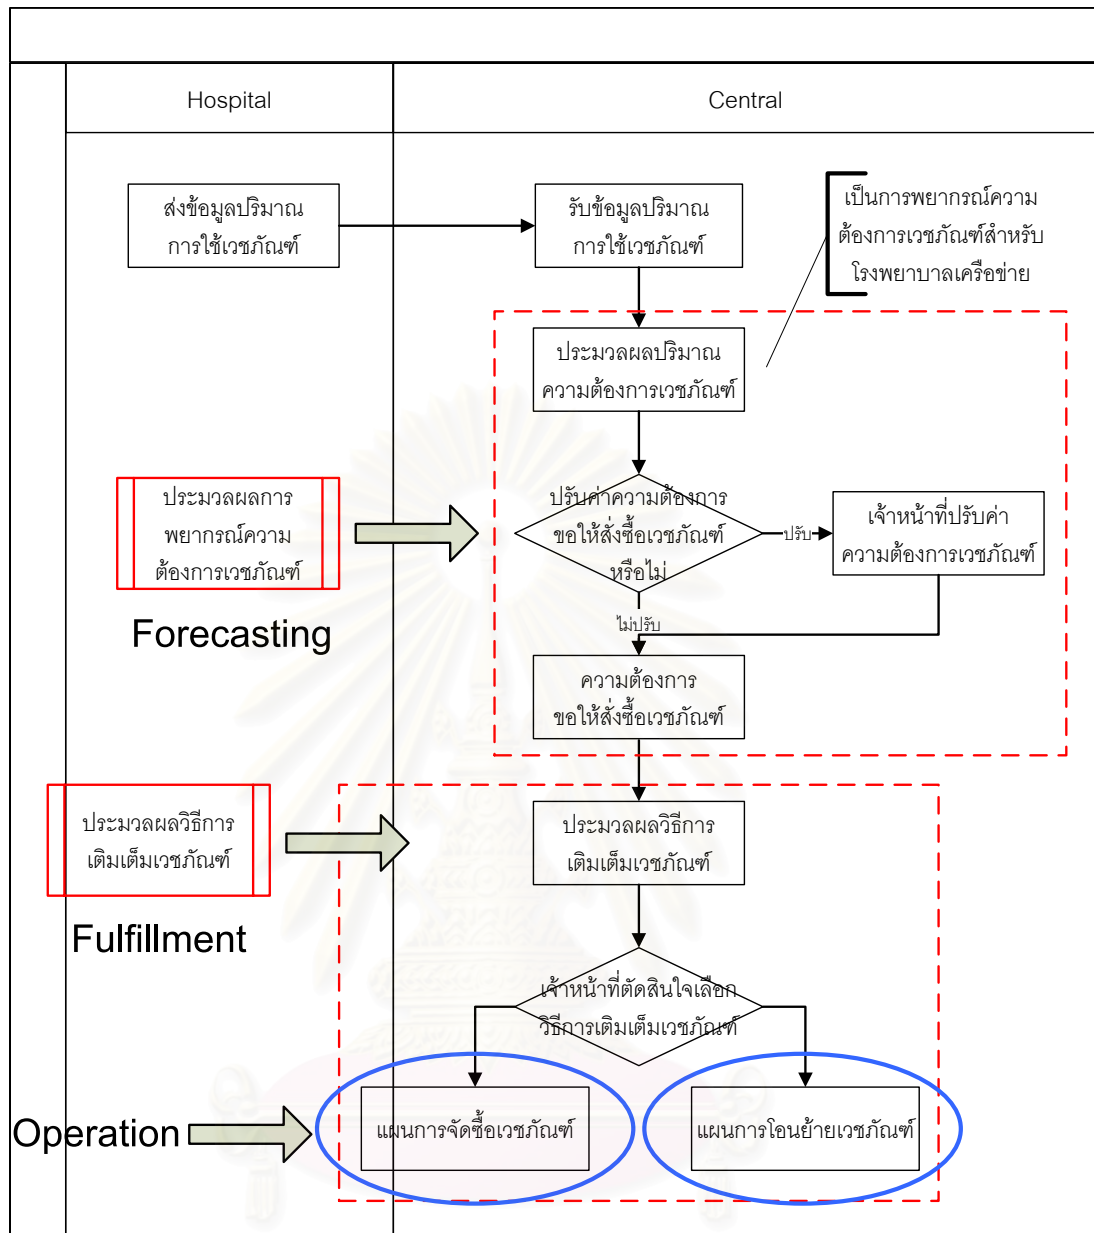 Hospital
Central
ส่งข้อมูลปริมาณ
การใช้เวชภัณฑ์
รับข้อมูลปริมาณ
การใช้เวชภัณฑ์
เป็นการพยากรณ์ความ
ต้องการเวชภัณฑ์สำหรับ
โรงพยาบาลเครือข่าย
ประมวลผลปริมาณ
ความต้องการเวชภัณฑ์
ประมวลผลการ
พยากรณ์ความ
ต้องการเวชภัณฑ์
Forecasting
ปรับค่าความต้องการ
ขอให้สั่งซื้อเวชภัณฑ์
หรือไม่
ปรับ
เจ้าหน้าที่ปรับค่า
ความต้องการเวชภัณฑ์
ไม่ปรับ
ความต้องการ
ขอให้สั่งซื้อเวชภัณฑ์
ประมวลผลวิธีการ
เติมเต็มเวชภัณฑ์
Fulfillment
ประมวลผลวิธีการ
เติมเต็มเวชภัณฑ์
เจ้าหน้าที่ตัดสินใจเลือก
วิธีการเติมเต็มเวชภัณฑ์
Operation
แผนการจัดซื้อเวชภัณฑ์
แผนการโอนย้ายเวชภัณฑ์